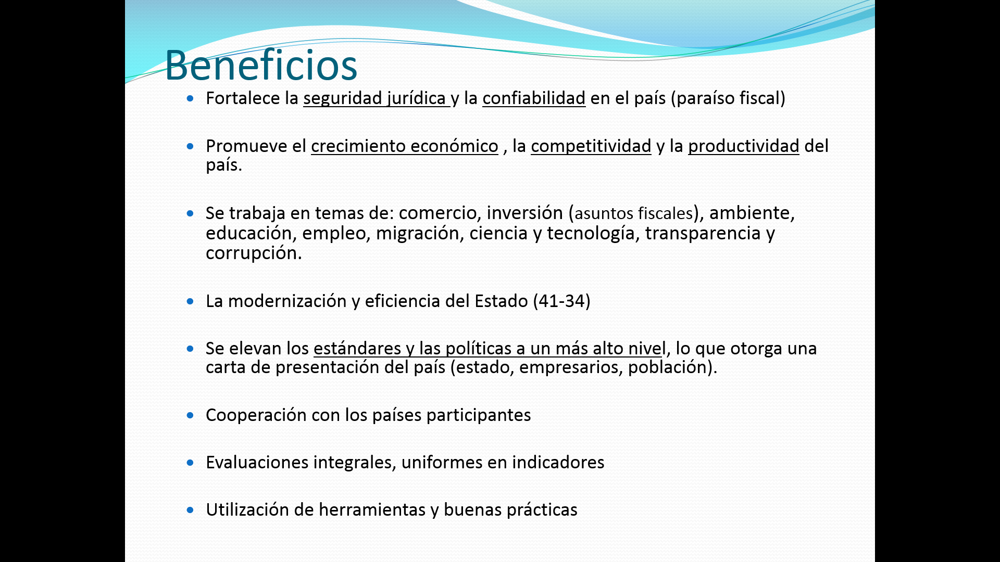 Beneficios
Fortalece la seguridad jurídica y la confiabilidad en el país (paraíso fiscal)
Promueve el crecimiento económico , la competitividad y la productividad del
país.
Se trabaja en temas de: comercio, inversión (asuntos fiscales), ambiente,
educación, empleo, migración, ciencia y tecnología, transparencia y
corrupción.
La modernización y eficiencia del Estado (41-34)
Se elevan los estándares y las políticas a un más alto nivel, lo que otorga una
carta de presentación del país (estado, empresarios, población).
Cooperación con los países participantes
Evaluaciones integrales, uniformes en indicadores
Utilización de herramientas y buenas prácticas